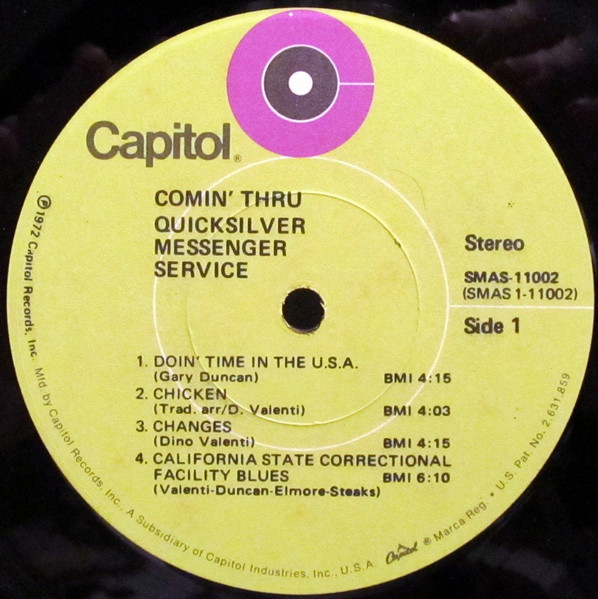 Capitol®
COMIN' THRU
QUICKSILVER
MESSENGER
SERVICE
Stereo
SMAS-11002
(SMAS 1-11002)
Side 1
1. DOIN' TIME IN THE U.S.A.
(Gary Duncan) BMI 4:15
2. CHICKEN
(Trad. arr/D. Valenti) BMI 4:03
3. CHANGES
(Dino Valenti) BMI 4:15
4. CALIFORNIA STATE CORRECTIONAL
FACILITY BLUES BMI 6:10
(Valenti-Duncan-Elmore-Steaks)
℗1972 Capitol Records, Inc. Mfd. by Capitol Records, Inc., A Subsidiary of Capitol Industries, Inc., U.S.A. Capitol ® Marca Reg. • U.S. Pat. No. 2,631,859